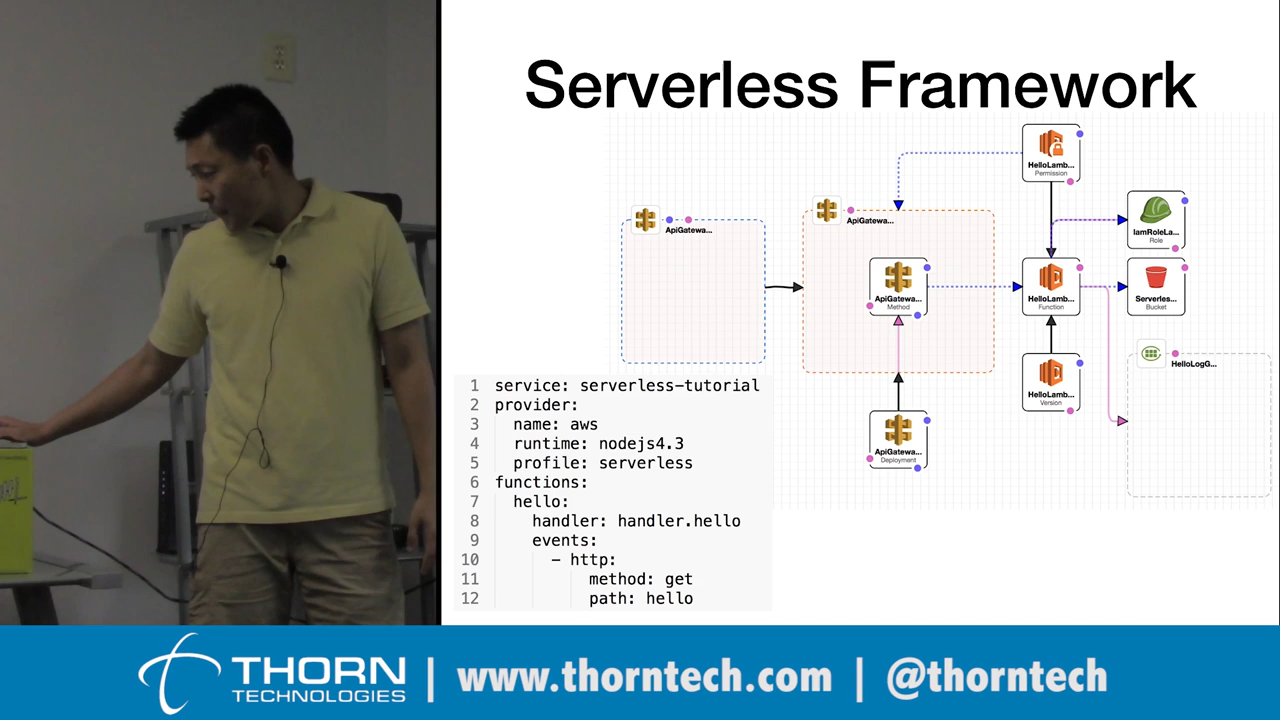 Serverless Framework
HelloLamb...
Permission
ApiGatewa...
ApiGatewa...
IamRoleLa...
Role
ApiGatewa...
Method
HelloLamb...
Function
Serverles...
Bucket
HelloLogG...
HelloLamb...
Version
ApiGatewa...
Deployment
1 service: serverless-tutorial
2 provider:
3 name: aws
4 runtime: nodejs4.3
5 profile: serverless
6 functions:
7 hello:
8 handler: handler.hello
9 events:
10 - http:
11 method: get
12 path: hello
THORN
TECHNOLOGIES
| www.thorntech.com | @thorntech